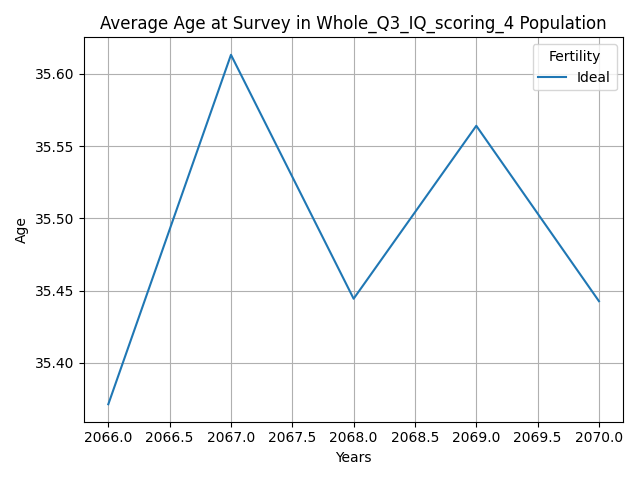 Average Age at Survey in Whole_Q3_IQ_scoring_4 Population
Fertility
Ideal
35.60
35.55
35.50
35.45
35.40
Age
2066.0 2066.5 2067.0 2067.5 2068.0 2068.5 2069.0 2069.5 2070.0
Years